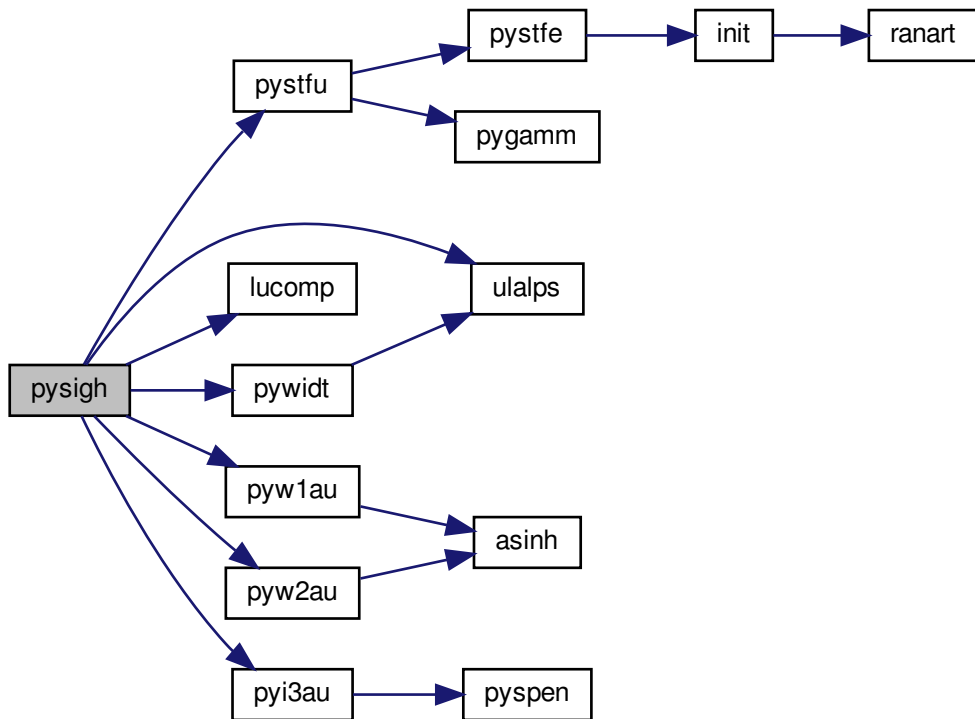 pystfe
init
ranart
pystfu
pygamm
lucomp
ulalps
pysigh
pywidt
pyw1au
asinh
pyw2au
pyi3au
pyspen